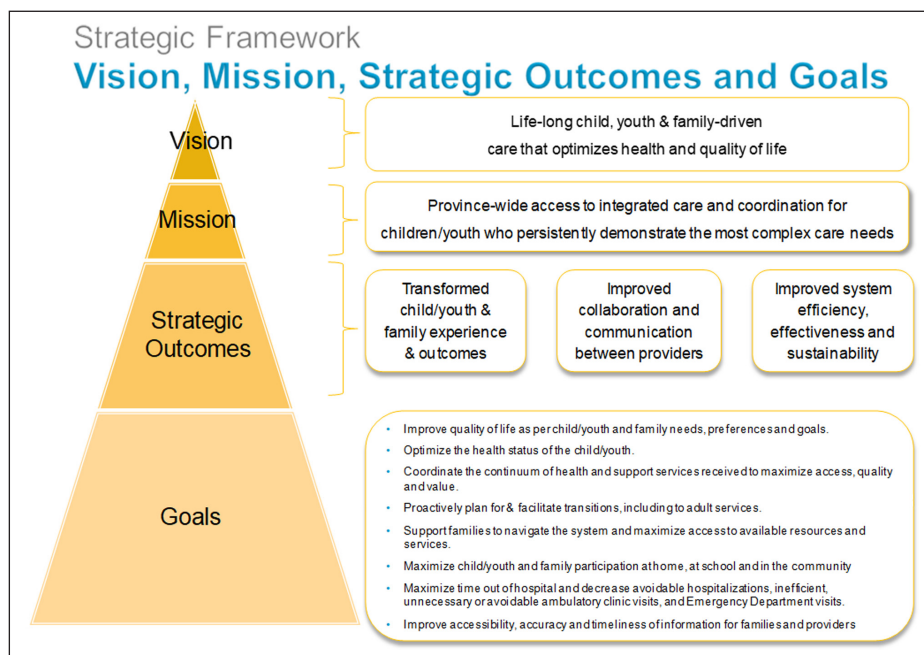 Strategic Framework
Vision, Mission, Strategic Outcomes and Goals
Vision
Life-long child, youth & family-driven
care that optimizes health and quality of life
Mission
Province-wide access to integrated care and coordination for
children/youth who persistently demonstrate the most complex care needs
Strategic
Outcomes
Transformed
child/youth &
family experience
& outcomes
Improved
collaboration and
communication
between providers
Improved system
efficiency,
effectiveness and
sustainability
Goals
• Improve quality of life as per child/youth and family needs, preferences and goals.
• Optimize the health status of the child/youth.
• Coordinate the continuum of health and support services received to maximize access, quality
and value.
• Proactively plan for & facilitate transitions, including to adult services.
• Support families to navigate the system and maximize access to available resources and
services.
• Maximize child/youth and family participation at home, at school and in the community
• Maximize time out of hospital and decrease avoidable hospitalizations, inefficient,
unnecessary or avoidable ambulatory clinic visits, and Emergency Department visits.
• Improve accessibility, accuracy and timeliness of information for families and providers